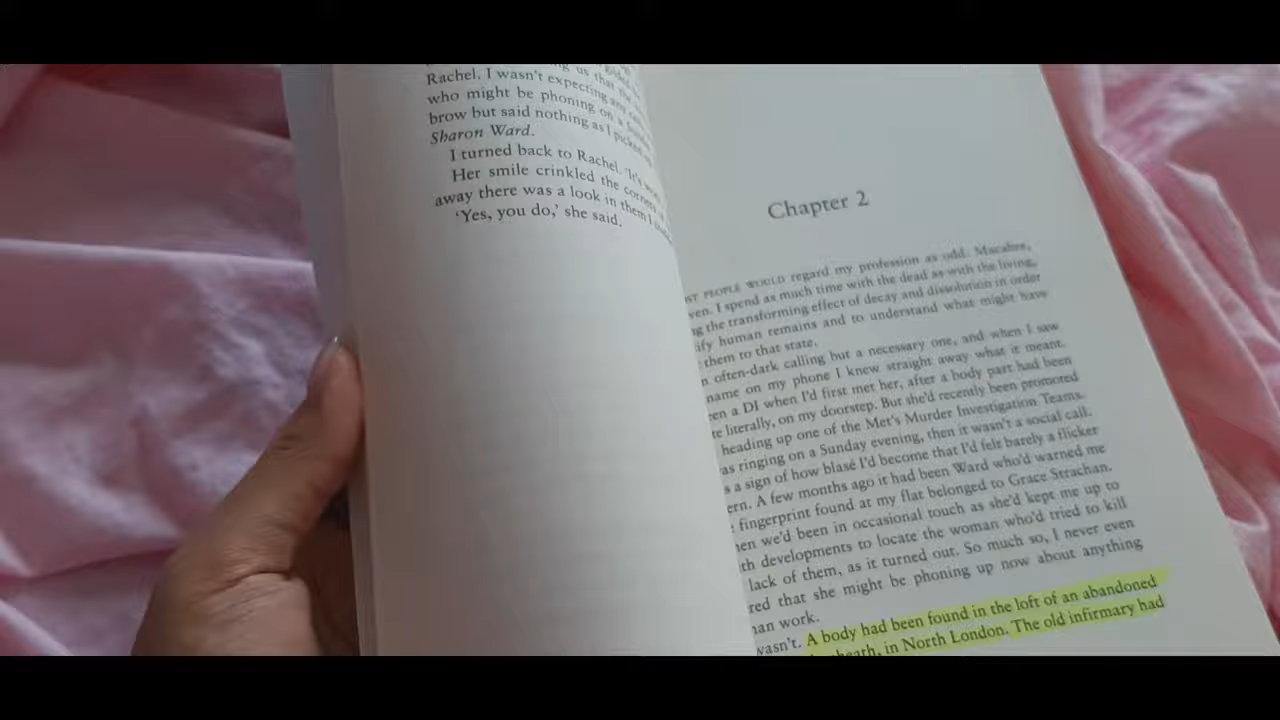 us that the
Rachel. I wasn't expecting any
who might be phoning on a
brow but said nothing as I picked
Sharon Ward.
I turned back to Rachel. 'It's
Her smile crinkled the corners
away there was a look in them I
'Yes, you do,' she said.
Chapter 2
PEOPLE WOULD regard my profession as odd. Macabre,
I spend as much time with the dead as with the living,
the transforming effect of decay and dissolution in order
human remains and to understand what might have
them to that state.
often-dark calling but a necessary one, and when I saw
name on my phone I knew straight away what it meant.
a DI when I'd first met her, after a body part had been
literally, on my doorstep. But she'd recently been promoted
heading up one of the Met's Murder Investigation Teams.
ringing on a Sunday evening, then it wasn't a social call.
a sign of how blasé I'd become that I'd felt barely a flicker
A few months ago it had been Ward who'd warned me
fingerprint found at my flat belonged to Grace Strachan.
we'd been in occasional touch as she'd kept me up to
developments to locate the woman who'd tried to kill
lack of them, as it turned out. So much so, I never even
that she might be phoning up now about anything
work.
wasn't. A body had been found in the loft of an abandoned
in North London. The old infirmary had